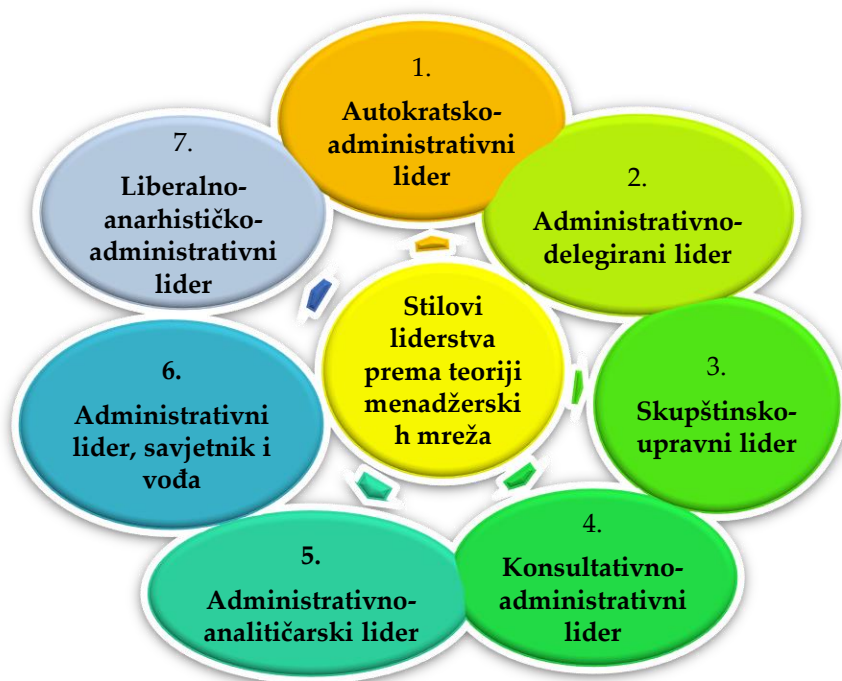 1.
Autokratsko-
administrativni
lider
2.
Administrativno-
delegirani lider
3.
Skupštinsko-
upravni lider
4.
Konsultativno-
administrativni
lider
5.
Administrativno-
analitičarski lider
6.
Administrativni
lider, savjetnik i
vođa
7.
Liberalno-
anarhističko-
administrativni
lider
Stilovi
liderstva
prema teoriji
menadžerski
h mreža